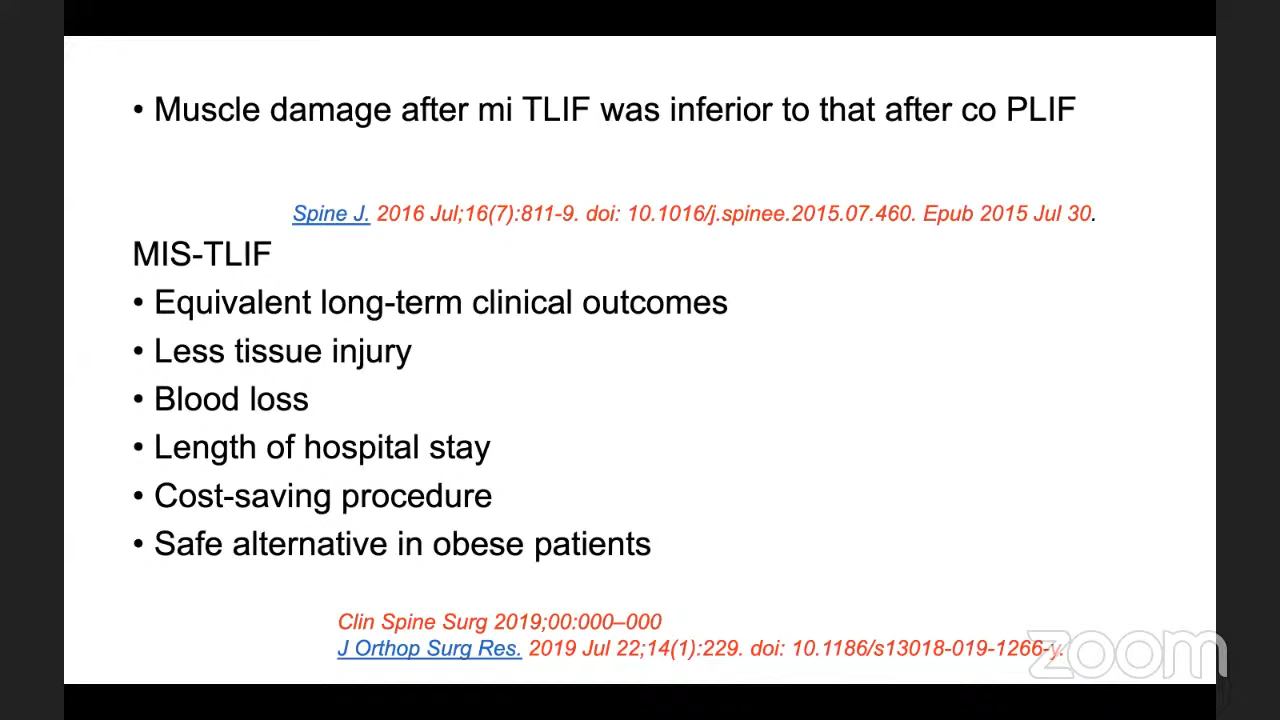 • Muscle damage after mi TLIF was inferior to that after co PLIF
Spine J. 2016 Jul;16(7):811-9. doi: 10.1016/j.spinee.2015.07.460. Epub 2015 Jul 30.
MIS-TLIF
• Equivalent long-term clinical outcomes
• Less tissue injury
• Blood loss
• Length of hospital stay
• Cost-saving procedure
• Safe alternative in obese patients
Clin Spine Surg 2019;00:000–000
J Orthop Surg Res. 2019 Jul 22;14(1):229. doi: 10.1186/s13018-019-1266-y.
zoom